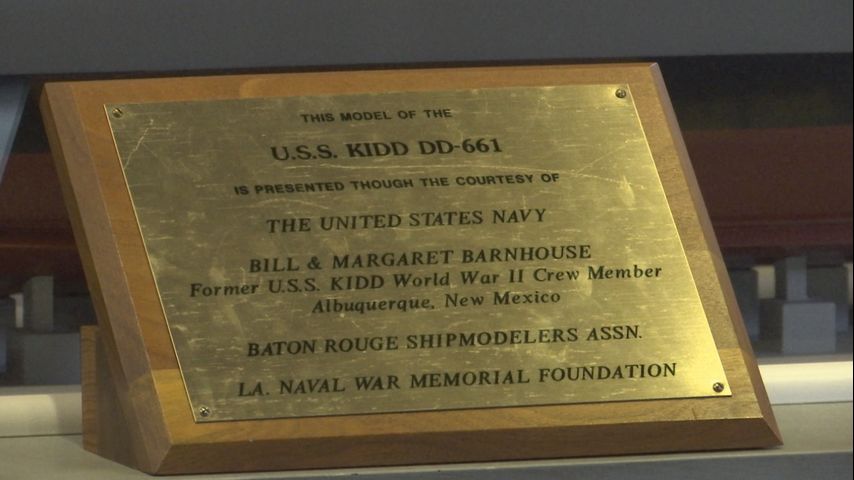 THIS MODEL OF THE
U.S.S. KIDD DD-661
IS PRESENTED THOUGH THE COURTESY OF
THE UNITED STATES NAVY
BILL & MARGARET BARNHOUSE
Former U.S.S. KIDD World War II Crew Member
Albuquerque, New Mexico
BATON ROUGE SHIPMODELERS ASSN.
LA. NAVAL WAR MEMORIAL FOUNDATION